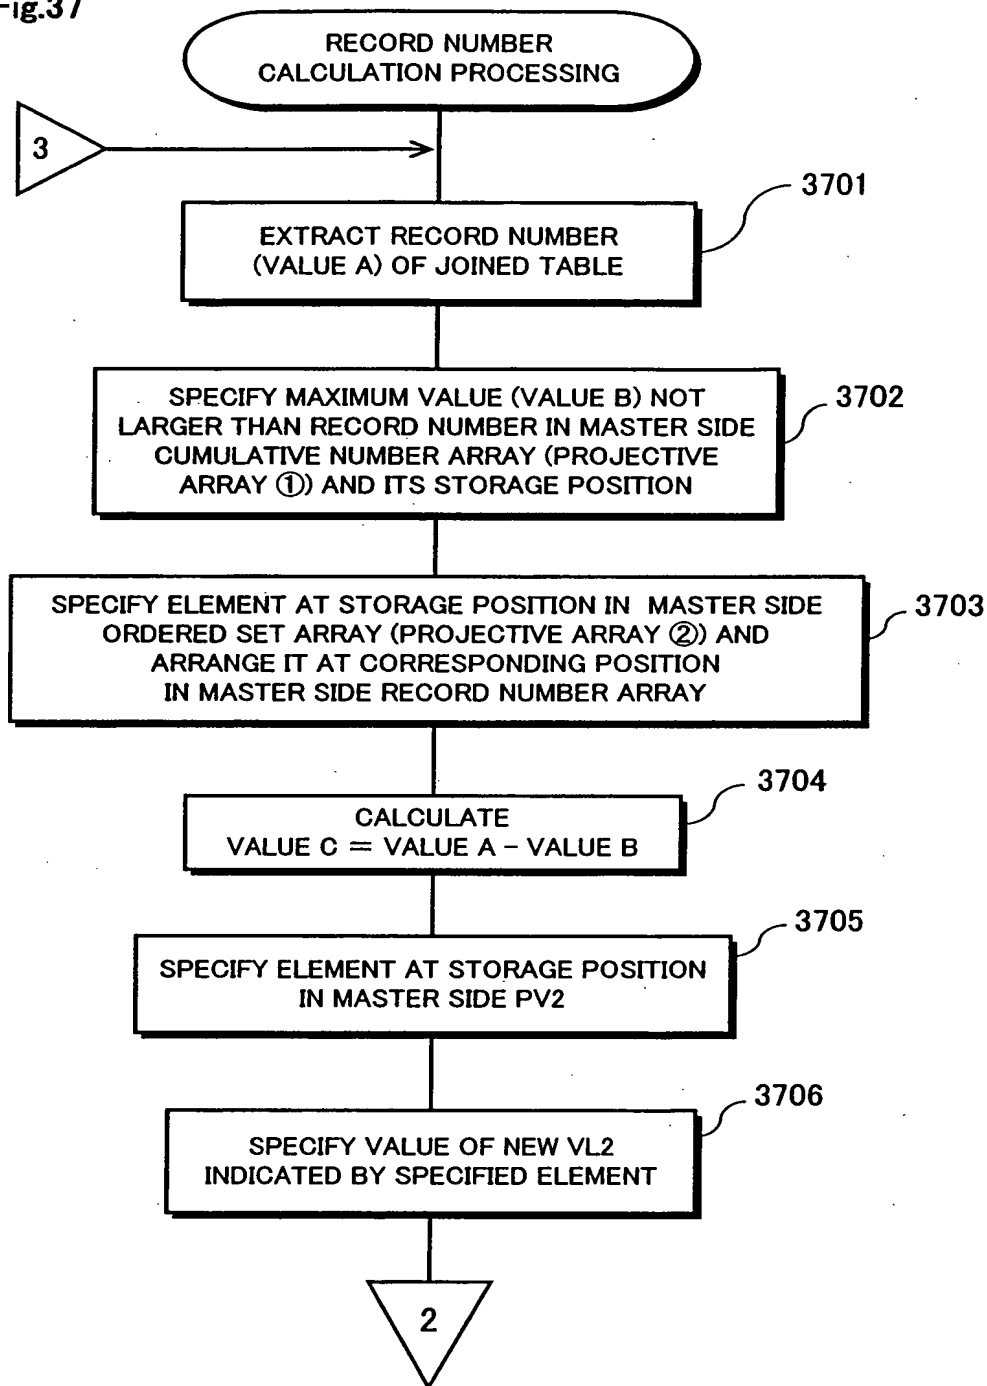 Fig.37
RECORD NUMBER
CALCULATION PROCESSING
3
3701
EXTRACT RECORD NUMBER
(VALUE A) OF JOINED TABLE
3702
SPECIFY MAXIMUM VALUE (VALUE B) NOT
LARGER THAN RECORD NUMBER IN MASTER SIDE
CUMULATIVE NUMBER ARRAY (PROJECTIVE
ARRAY ①) AND ITS STORAGE POSITION
3703
SPECIFY ELEMENT AT STORAGE POSITION IN MASTER SIDE
ORDERED SET ARRAY (PROJECTIVE ARRAY ②) AND
ARRANGE IT AT CORRESPONDING POSITION
IN MASTER SIDE RECORD NUMBER ARRAY
3704
CALCULATE
VALUE C = VALUE A - VALUE B
3705
SPECIFY ELEMENT AT STORAGE POSITION
IN MASTER SIDE PV2
3706
SPECIFY VALUE OF NEW VL2
INDICATED BY SPECIFIED ELEMENT
2